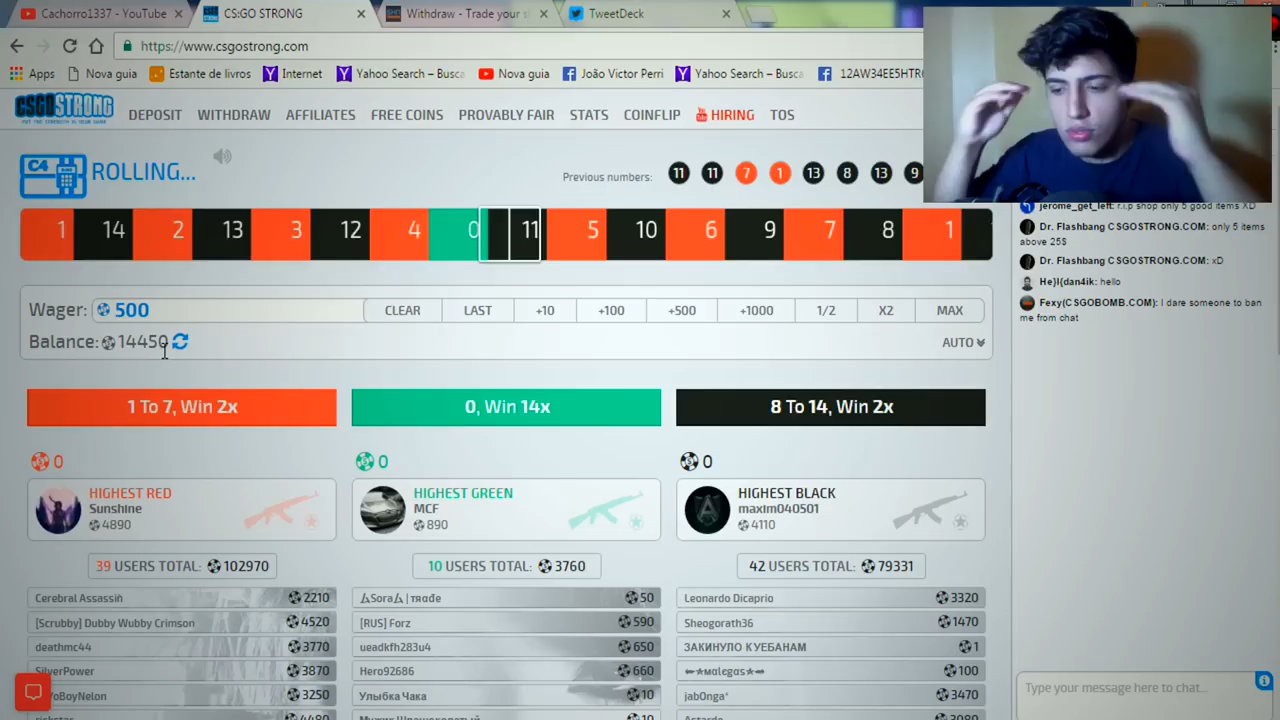 Cachorro1337 - YouTube
CS:GO STRONG
Withdraw - Trade your s
TweetDeck
https://www.csgostrong.com
Apps
Nova guia
Estante de livros
Internet
Yahoo Search – Busca
Nova guia
João Victor Perri
Yahoo Search – Busca
12AW34EE5HTR
CSGOSTRONG
DEPOSIT
WITHDRAW
AFFILIATES
FREE COINS
PROVABLY FAIR
STATS
COINFLIP
HIRING
TOS
C4
ROLLING...
Previous numbers:
11 11 7 1 13 8 13 9
1 14 2 13 3 12 4 0 11 5 10 6 9 7 8 1
Wager: 500
CLEAR
LAST
+10
+100
+500
+1000
1/2
X2
MAX
Balance: 14450
AUTO
1 To 7, Win 2x
0, Win 14x
8 To 14, Win 2x
0
0
0
HIGHEST RED
Sunshine
4890
HIGHEST GREEN
MCF
890
HIGHEST BLACK
maxim040501
4110
39 USERS TOTAL: 102970
10 USERS TOTAL: 3760
42 USERS TOTAL: 79331
Cerebral Assassin 2210
[Scrubby] Dubby Wubby Crimson 4520
deathmc44 3770
SilverPower 3870
YoBoyNelon 3250
ムSoraム | тrαdе 50
[RUS] Forz 590
ueadkfh283u4 650
Hero92686 660
Улыбка Чака 10
Leonardo Dicaprio 3320
Sheogorath36 1470
ЗАКИНУЛО КУЕБАНАМ 1
100
jabOnga* 3470
jerome_get_left: r.i.p shop only 5 good items XD
Dr. Flashbang CSGOSTRONG.COM: only 5 items
above 25$
Dr. Flashbang CSGOSTRONG.COM: xD
He}I{dan4ik: hello
Fexy(CSGOBOMB.COM): I dare someone to ban
me from chat
Type your message here to chat...